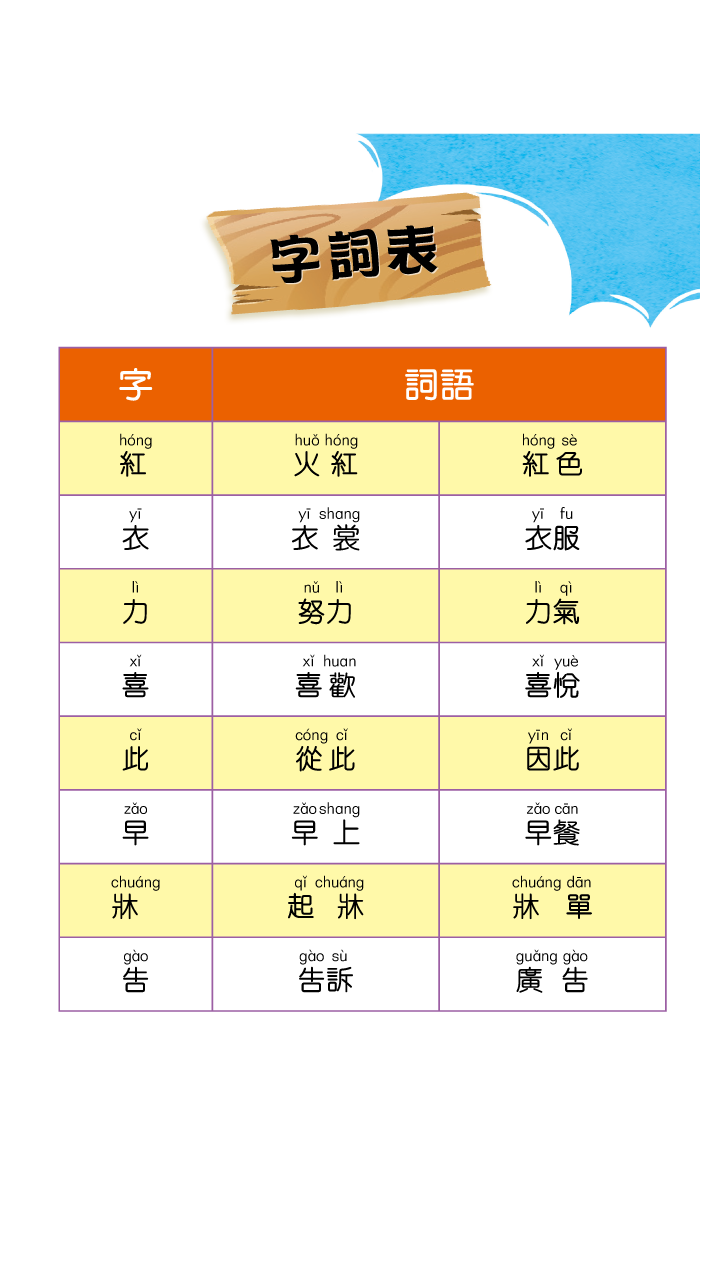 字詞表
字 詞語
hóng huǒ hóng hóng sè
紅 火紅 紅色
yī yī shang yī fu
衣 衣裳 衣服
lì nǔ lì lì qì
力 努力 力氣
xǐ xǐ huan xǐ yuè
喜 喜歡 喜悅
cǐ cóng cǐ yīn cǐ
此 從此 因此
zǎo zǎo shang zǎo cān
早 早上 早餐
chuáng qǐ chuáng chuáng dān
牀 起牀 牀單
gào gào sù guǎng gào
告 告訴 廣告